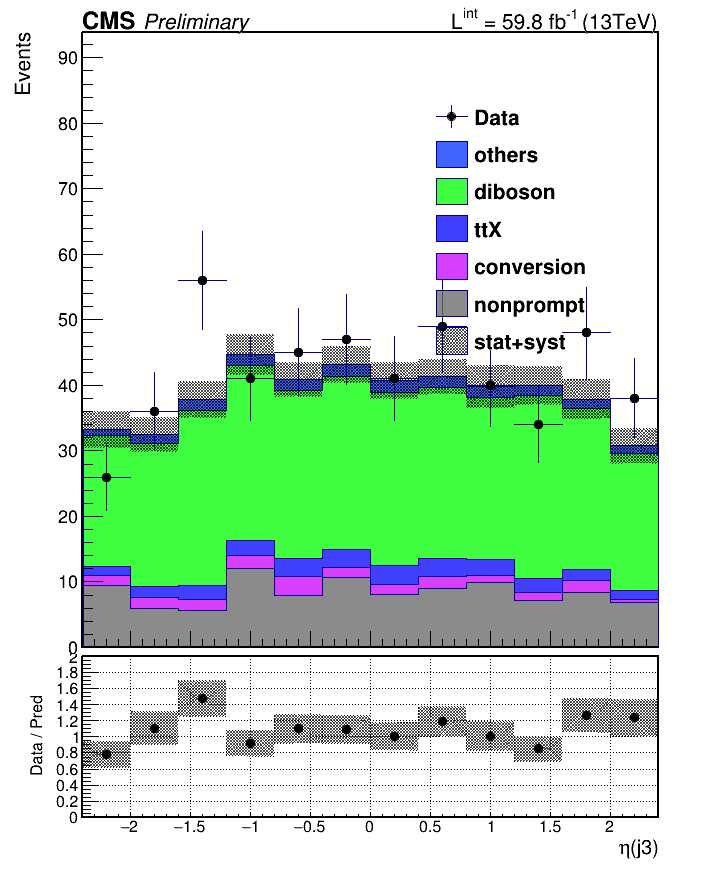 CMS Preliminary L^int = 59.8 fb^-1 (13TeV)
Events
90
80
70
60
50
40
30
20
10
0
Data
others
diboson
ttX
conversion
nonprompt
stat+syst
Data / Pred
2
1.8
1.6
1.4
1.2
1
0.8
0.6
0.4
0.2
0
−2 −1.5 −1 −0.5 0 0.5 1 1.5 2
η(j3)